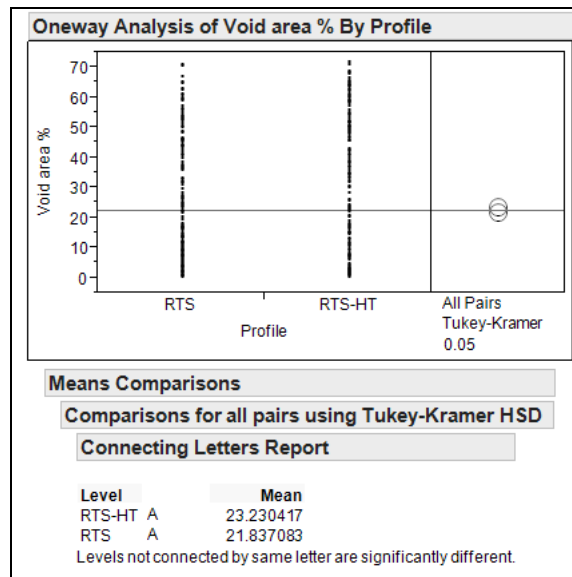 Oneway Analysis of Void area % By Profile
70
60
50
40
30
20
10
0
Void area %
RTS
RTS-HT
Profile
All Pairs
Tukey-Kramer
0.05
Means Comparisons
Comparisons for all pairs using Tukey-Kramer HSD
Connecting Letters Report
Level Mean
RTS-HT A 23.230417
RTS A 21.837083
Levels not connected by same letter are significantly different.